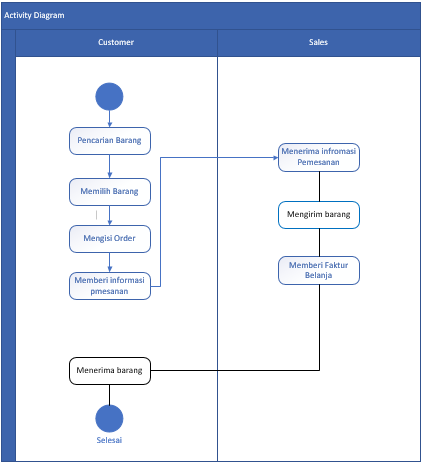 Activity Diagram
Customer
Sales
Pencarian Barang
Memilih Barang
Mengisi Order
Memberi informasi
pmesanan
Menerima infromasi
Pemesanan
Mengirim barang
Memberi Faktur
Belanja
Menerima barang
Selesai